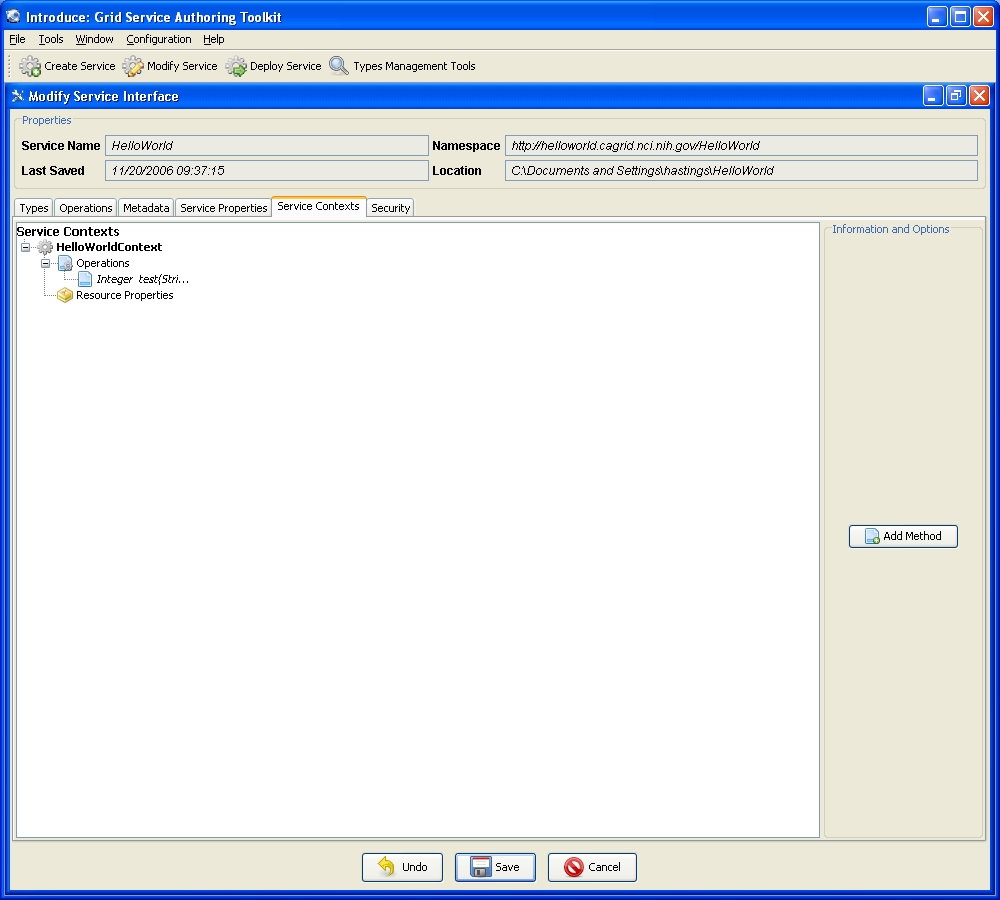 Introduce: Grid Service Authoring Toolkit
File Tools Window Configuration Help
Create Service Modify Service Deploy Service Types Management Tools
Modify Service Interface
Properties
Service Name HelloWorld Namespace http://helloworld.cagrid.nci.nih.gov/HelloWorld
Last Saved 11/20/2006 09:37:15 Location C:\Documents and Settings\hastings\HelloWorld
Types Operations Metadata Service Properties Service Contexts Security
Service Contexts Information and Options
HelloWorldContext
Operations
Integer test(Stri...
Resource Properties
Add Method
Undo Save Cancel